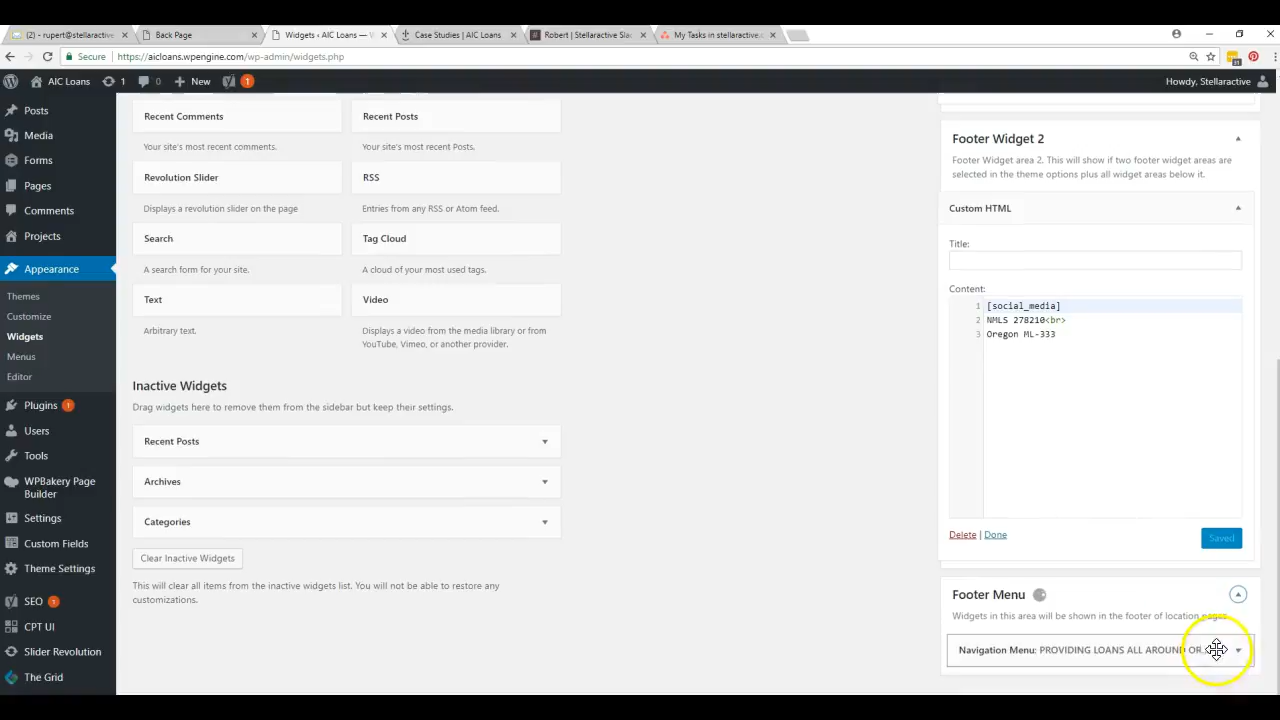 (2) - rupert@stellaractive
Back Page
Widgets ‹ AIC Loans — W
Case Studies | AIC Loans
Robert | Stellaractive Slac
My Tasks in stellaractive.c
Secure
https://aicloans.wpengine.com/wp-admin/widgets.php
31
AIC Loans
1
0
New
1
Howdy, Stellaractive
Posts
Media
Forms
Pages
Comments
Projects
Appearance
Themes
Customize
Widgets
Menus
Editor
Plugins 1
Users
Tools
WPBakery Page
Builder
Settings
Custom Fields
Theme Settings
SEO 1
CPT UI
Slider Revolution
The Grid
Recent Comments
Recent Posts
Your site's most recent comments.
Your site's most recent Posts.
Revolution Slider
RSS
Displays a revolution slider on the page
Entries from any RSS or Atom feed.
Search
Tag Cloud
A search form for your site.
A cloud of your most used tags.
Text
Video
Arbitrary text.
Displays a video from the media library or from
YouTube, Vimeo, or another provider.
Inactive Widgets
Drag widgets here to remove them from the sidebar but keep their settings.
Recent Posts
Archives
Categories
Clear Inactive Widgets
This will clear all items from the inactive widgets list. You will not be able to restore any
customizations.
Footer Widget 2
Footer Widget area 2. This will show if two footer widget areas are
selected in the theme options plus all widget areas below it.
Custom HTML
Title:
Content:
1 [social_media]
2 NMLS 278210<br>
3 Oregon ML-333
Delete | Done
Saved
Footer Menu
Widgets in this area will be shown in the footer of location pages
Navigation Menu: PROVIDING LOANS ALL AROUND OR...